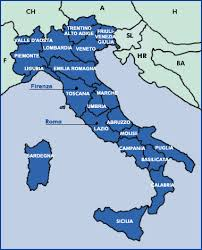 CH
A
H
TRENTINO
ALTO ADIGE
FRIULI-
VENEZIA
GIULIA
SL
VALLE D'AOSTA
LOMBARDIA
VENETO
HR
PIEMONTE
F
EMILIA ROMAGNA
BA
LIGURIA
Firenze
TOSCANA
MARCHE
UMBRIA
Roma
LAZIO
ABRUZZO
MOLISE
SARDEGNA
CAMPANIA
PUGLIA
BASILICATA
CALABRIA
SICILIA